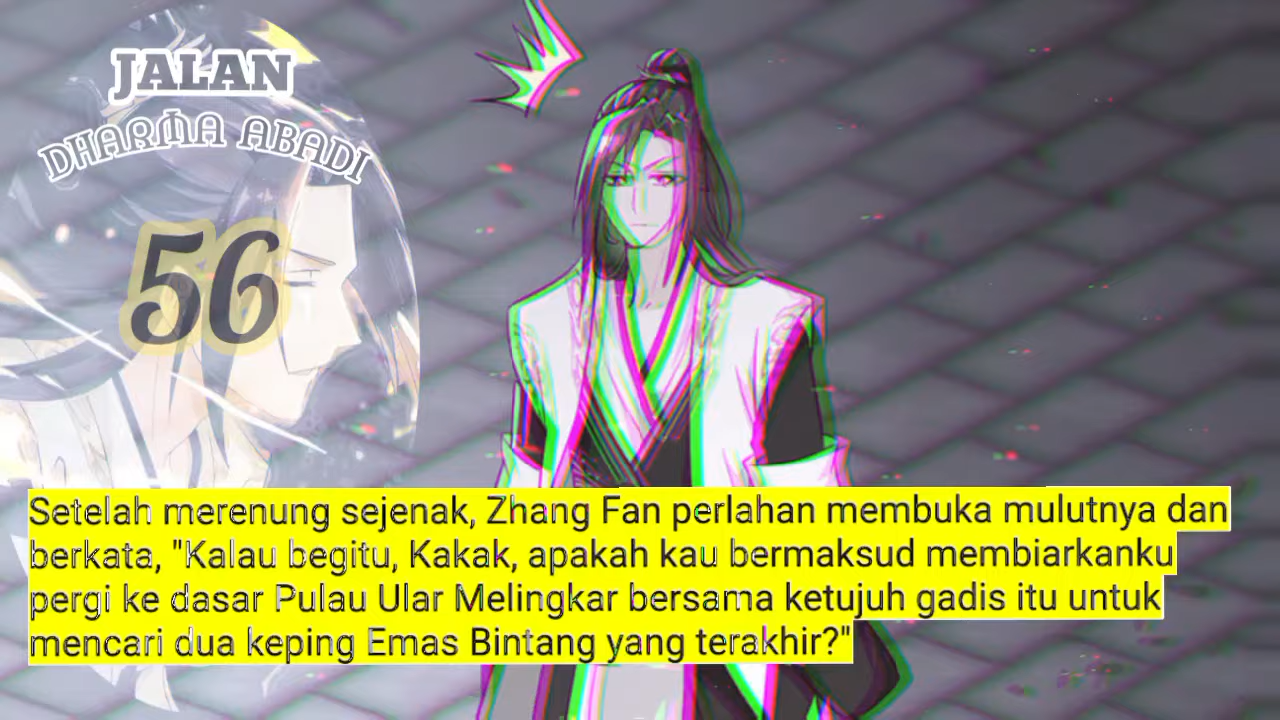 JALAN
DHARMA ABADI
56
Setelah merenung sejenak, Zhang Fan perlahan membuka mulutnya dan
berkata, "Kalau begitu, Kakak, apakah kau bermaksud membiarkanku
pergi ke dasar Pulau Ular Melingkar bersama ketujuh gadis itu untuk
mencari dua keping Emas Bintang yang terakhir?"